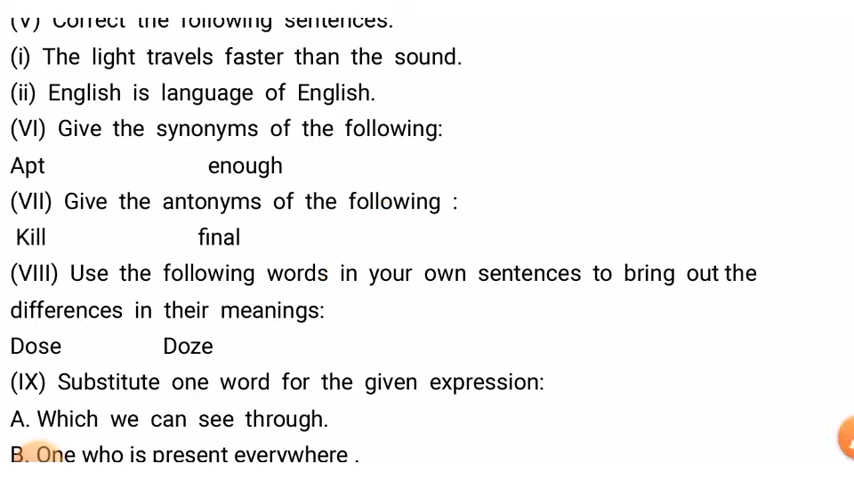 (V) Correct the following sentences.
(i) The light travels faster than the sound.
(ii) English is language of English.
(VI) Give the synonyms of the following:
Apt enough
(VII) Give the antonyms of the following :
Kill final
(VIII) Use the following words in your own sentences to bring out the
differences in their meanings:
Dose Doze
(IX) Substitute one word for the given expression:
A. Which we can see through.
B. One who is present everywhere .